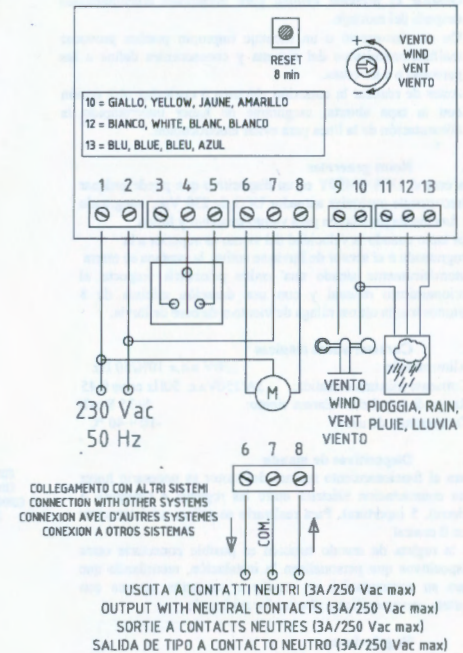 RESET
8 min
VENTO
WIND
VENT
VIENTO
+
-
10 = GIALLO, YELLOW, JAUNE, AMARILLO
12 = BIANCO, WHITE, BLANC, BLANCO
13 = BLU, BLUE, BLEU, AZUL
1 2 3 4 5 6 7 8 9 10 11 12 13
M
230 Vac
50 Hz
VENTO
WIND
VENT
VIENTO
PIOGGIA, RAIN,
PLUIE, LLUVIA
6 7 8
COM.
COLLEGAMENTO CON ALTRI SISTEMI
CONNECTION WITH OTHER SYSTEMS
CONNEXION AVEC D'AUTRES SYSTEMES
CONEXION A OTROS SISTEMAS
USCITA A CONTATTI NEUTRI (3A/250 Vac max)
OUTPUT WITH NEUTRAL CONTACTS (3A/250 Vac max)
SORTIE A CONTACTS NEUTRES (3A/250 Vac max)
SALIDA DE TIPO A CONTACTO NEUTRO (3A/250 Vac max)